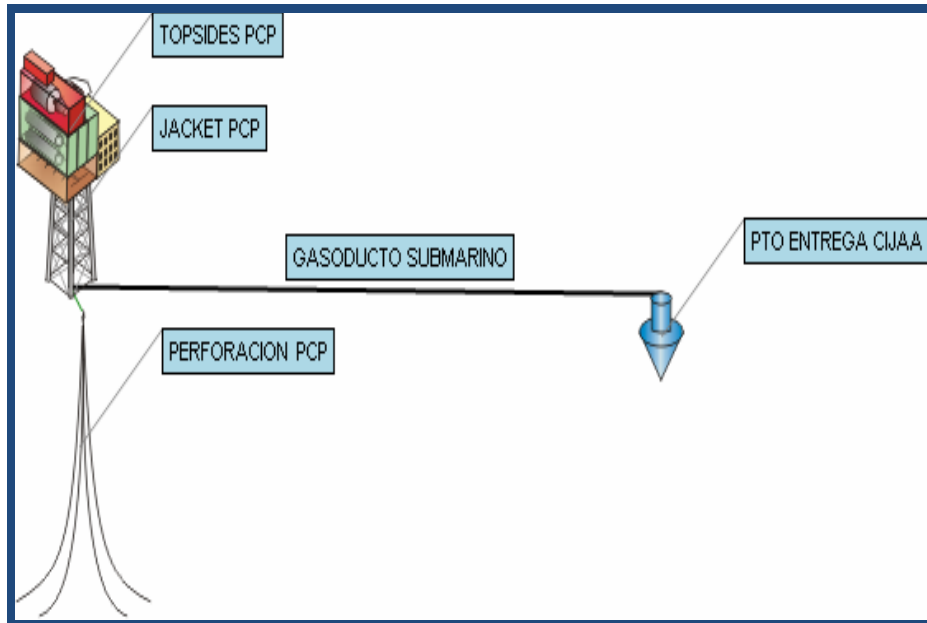 TOPSIDES PCP
JACKET PCP
GASODUCTO SUBMARINO
PTO ENTREGA CIJAA
PERFORACION PCP